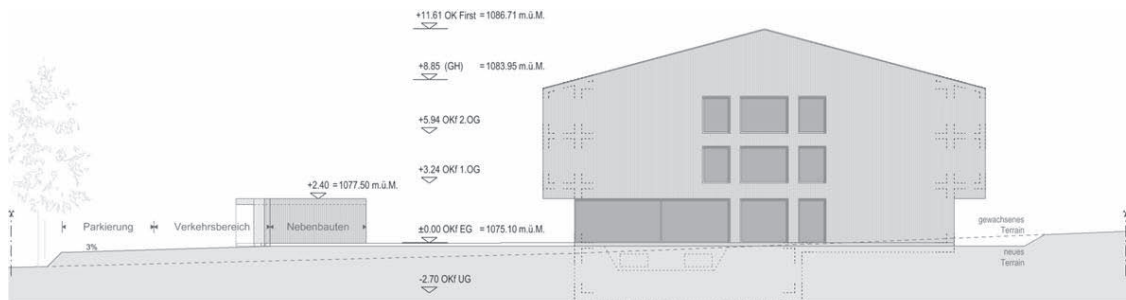 +11.61 OK First = 1086.71 m.ü.M.
+8.85 (GH) = 1083.95 m.ü.M.
+5.94 OKf 2.OG
+3.24 OKf 1.OG
+2.40 = 1077.50 m.ü.M.
Parkierung Verkehrsbereich Nebenbauten
±0.00 OKf EG = 1075.10 m.ü.M.
gewachsenes
Terrain
3%
neues
Terrain
-2.70 OKf UG